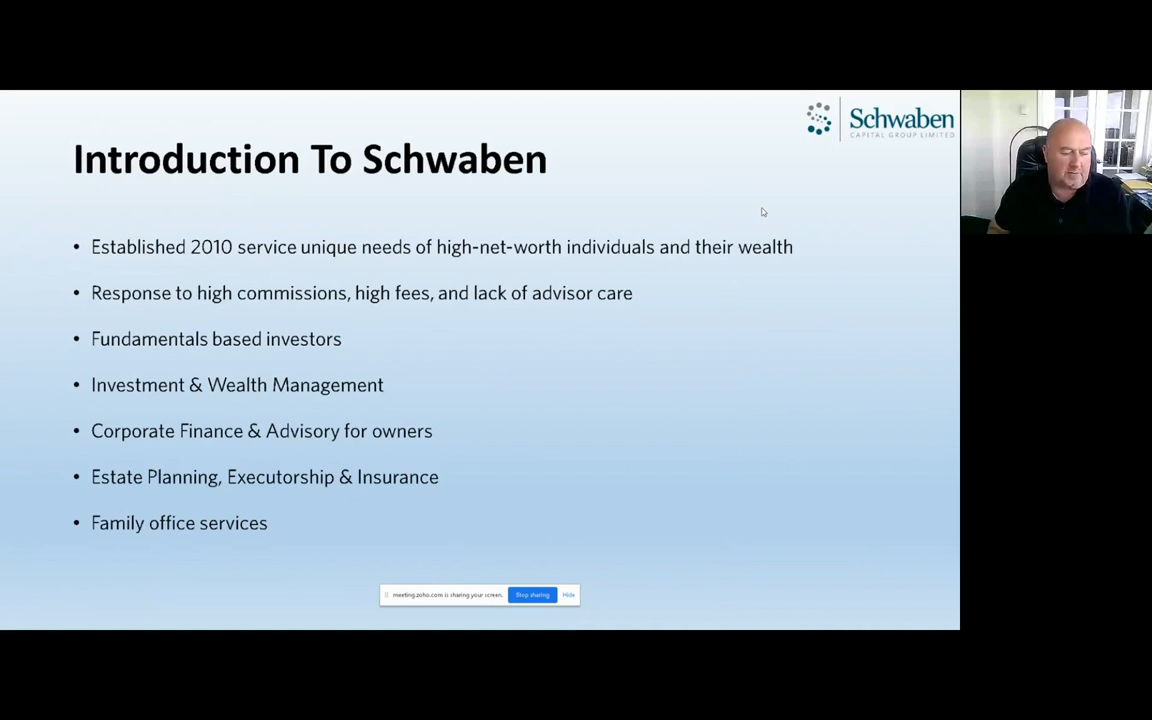 Schwaben
CAPITAL GROUP LIMITED
Introduction To Schwaben
• Established 2010 service unique needs of high-net-worth individuals and their wealth
• Response to high commissions, high fees, and lack of advisor care
• Fundamentals based investors
• Investment & Wealth Management
• Corporate Finance & Advisory for owners
• Estate Planning, Executorship & Insurance
• Family office services
meeting.zoho.com is sharing your screen. Stop sharing Hide